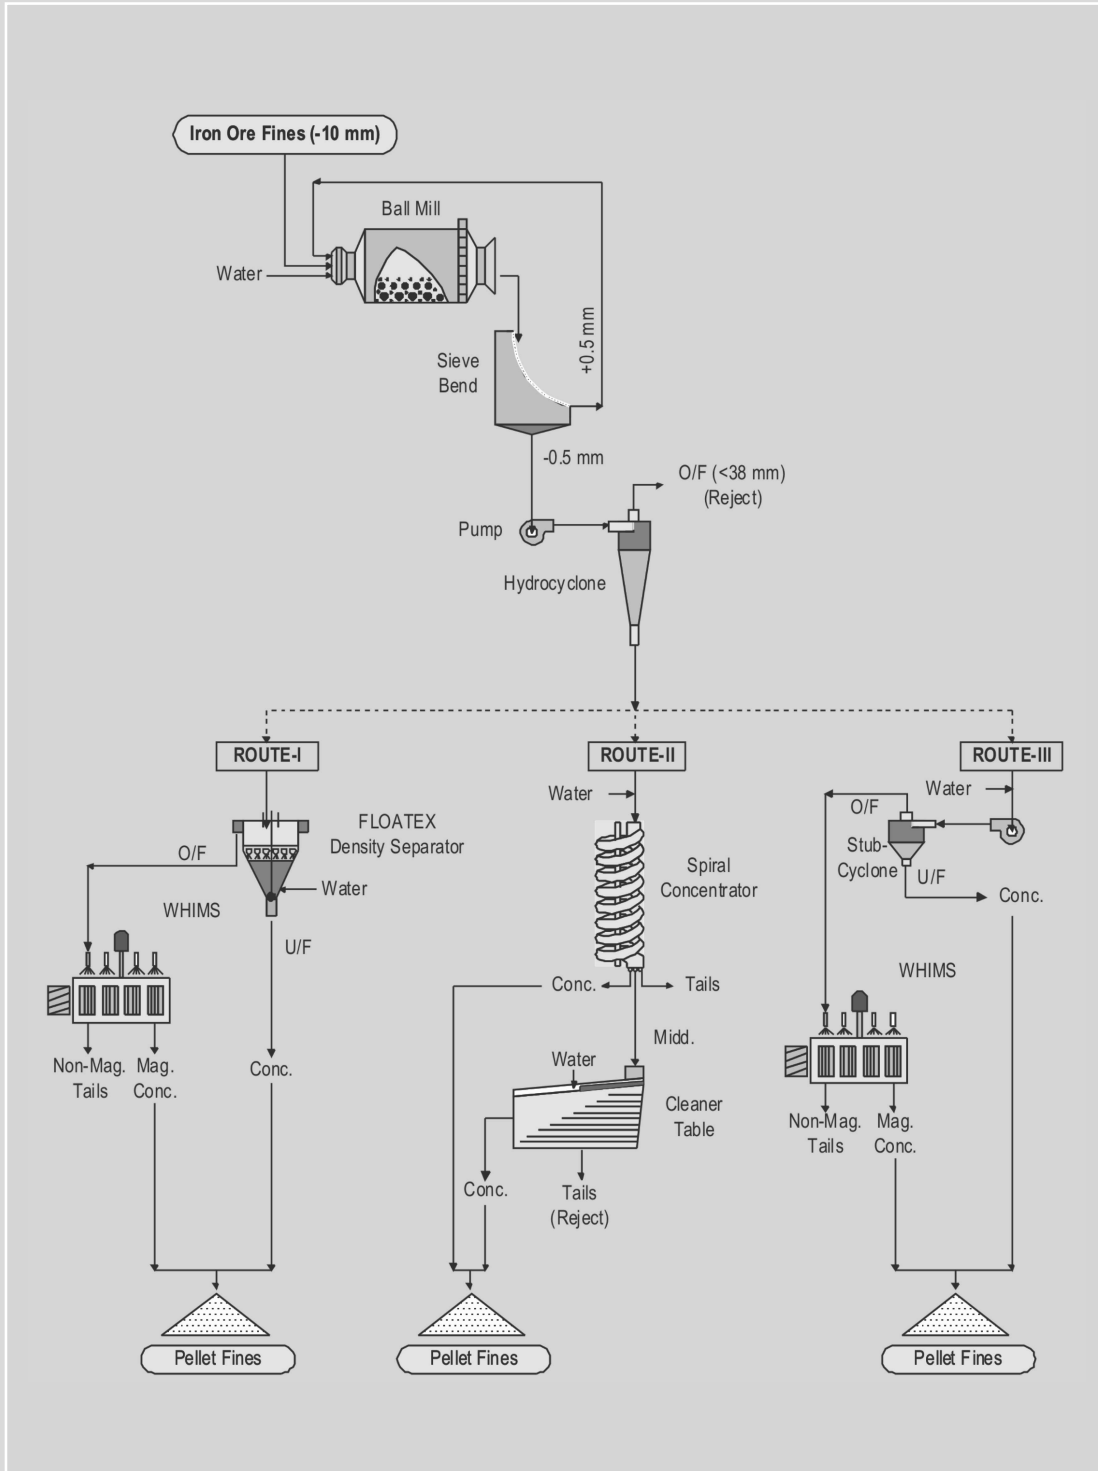 Iron Ore Fines (-10 mm)
Ball Mill
Water
+0.5 mm
Sieve
Bend
-0.5 mm
O/F (<38 mm)
(Reject)
Pump
Hydrocyclone
ROUTE-I
ROUTE-II
ROUTE-III
FLOATEX
Density Separator
O/F
Water
WHIMS
U/F
Non-Mag.
Tails
Mag.
Conc.
Conc.
Pellet Fines
Water
Spiral
Concentrator
Conc.
Tails
Midd.
Water
Cleaner
Table
Conc.
Tails
(Reject)
Pellet Fines
Water
O/F
Stub-
Cyclone
U/F
Conc.
WHIMS
Non-Mag.
Tails
Mag.
Conc.
Pellet Fines